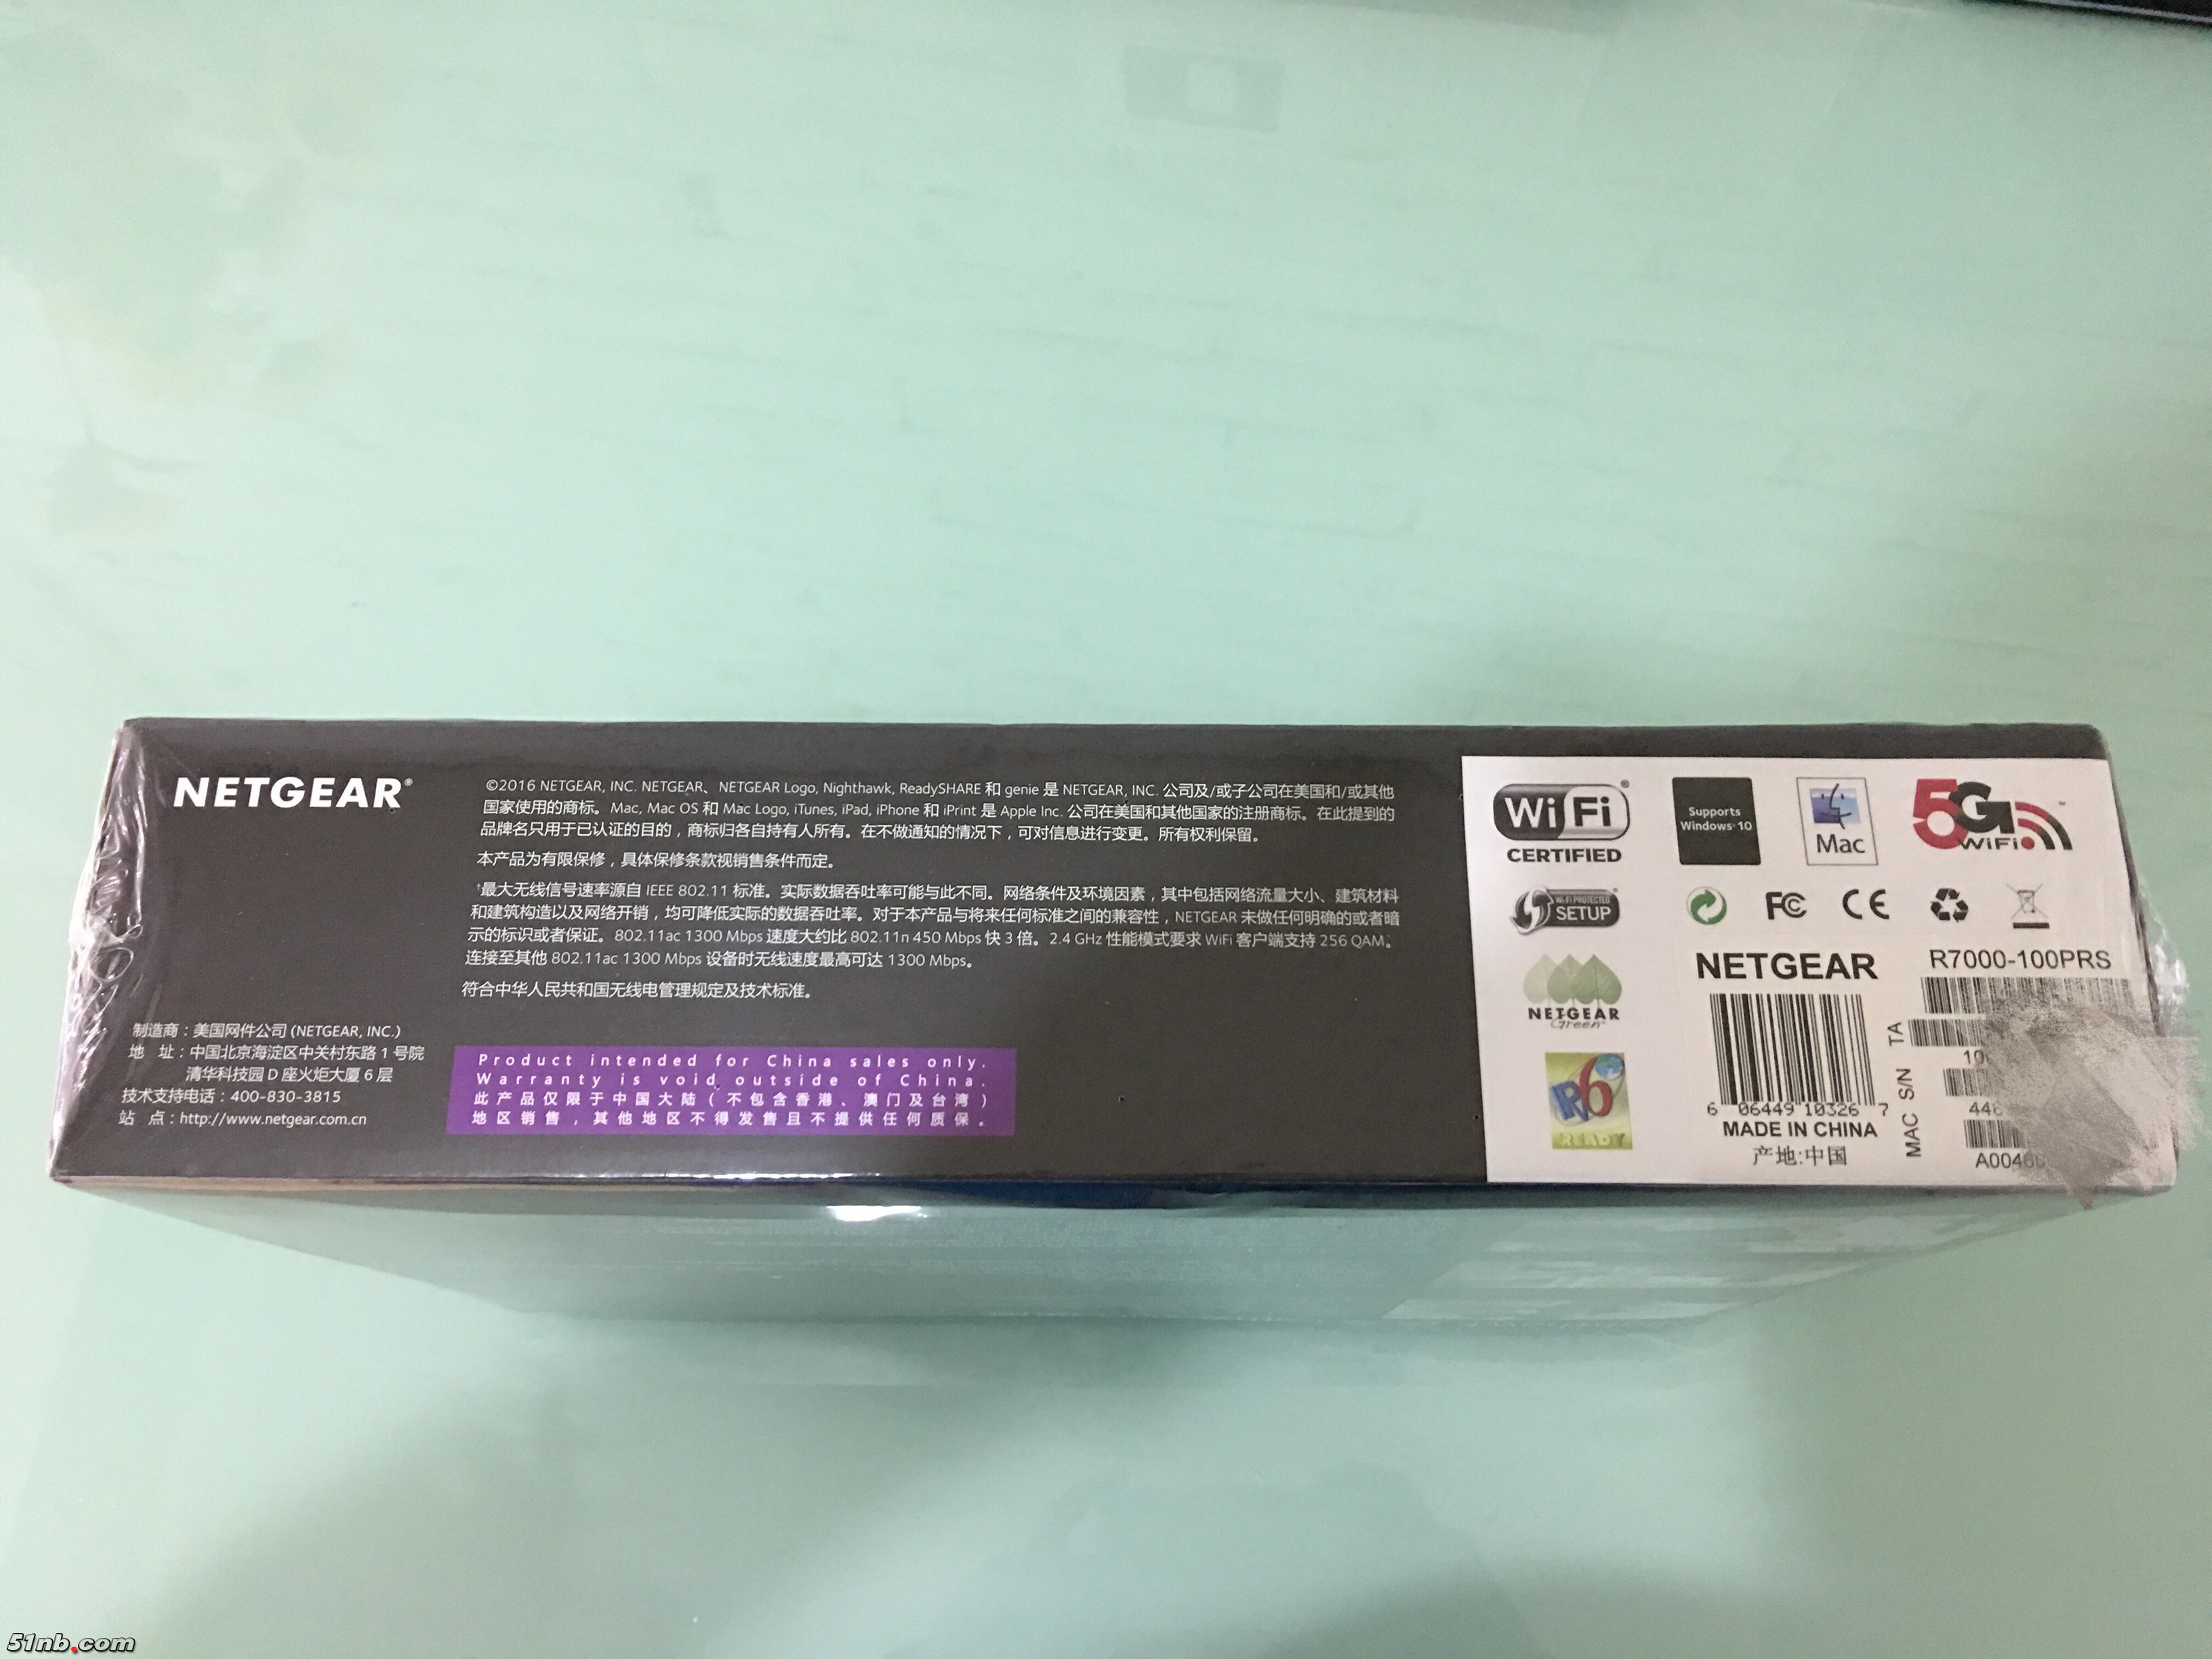 NETGEAR®
©2016 NETGEAR, INC. NETGEAR、NETGEAR Logo, Nighthawk, ReadySHARE 和 genie 是 NETGEAR, INC. 公司及/或子公司在美国和/或其他
国家使用的商标。Mac, Mac OS 和 Mac Logo, iTunes, iPad, iPhone 和 iPrint 是 Apple Inc. 公司在美国和其他国家的注册商标。在此提到的
品牌名只用于已认证的目的，商标归各自持有人所有。在不做通知的情况下，可对信息进行变更。所有权利保留。
本产品为有限保修，具体保修条款视销售条件而定。
†最大无线信号速率源自 IEEE 802.11 标准。实际数据吞吐率可能与此不同。网络条件及环境因素，其中包括网络流量大小、建筑材料
和建筑构造以及网络开销，均可降低实际的数据吞吐率。对于本产品与将来任何标准之间的兼容性，NETGEAR 未做任何明确的或者暗
示的标识或者保证。802.11ac 1300 Mbps 速度大约比 802.11n 450 Mbps 快 3 倍。2.4 GHz 性能模式要求 WiFi 客户端支持 256 QAM。
连接至其他 802.11ac 1300 Mbps 设备时无线速度最高可达 1300 Mbps。
符合中华人民共和国无线电管理规定及技术标准。
制造商：美国网件公司 (NETGEAR, INC.)
地 址：中国北京海淀区中关村东路 1 号院
清华科技园 D 座火炬大厦 6 层
技术支持电话：400-830-3815
站 点：http://www.netgear.com.cn
Product intended for China sales only.
Warranty is void outside of China.
此产品仅限于中国大陆（不包含香港、澳门及台湾）
地区销售，其他地区不得发售且不提供任何质保。
Wi Fi®
CERTIFIED
Supports
Windows 10
Mac
5G
WiFi
WI-FI PROTECTED
SETUP
FC
CE
NETGEAR
Green
IPv6
READY
NETGEAR
R7000-100PRS
6 06449 10326 7
MADE IN CHINA
产地:中国
TA
S/N
MAC
10
A0046
51nb.com